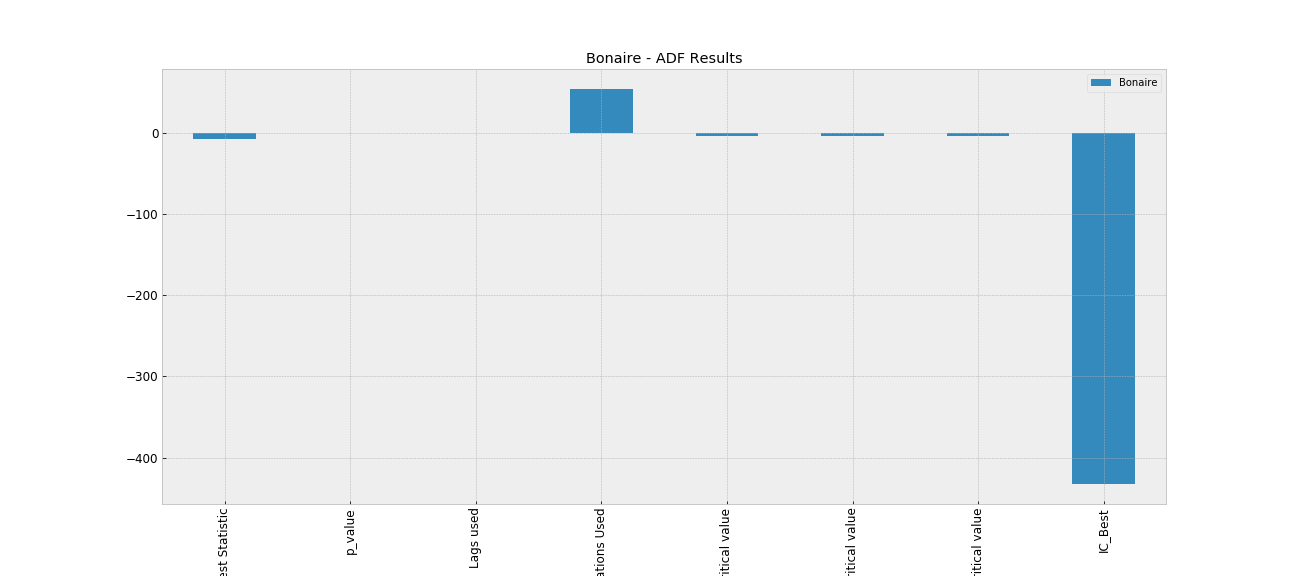 Bonaire - ADF Results
Bonaire
0
−100
−200
−300
−400
est Statistic
p_value
Lags used
ations Used
ritical value
ritical value
ritical value
IC_Best